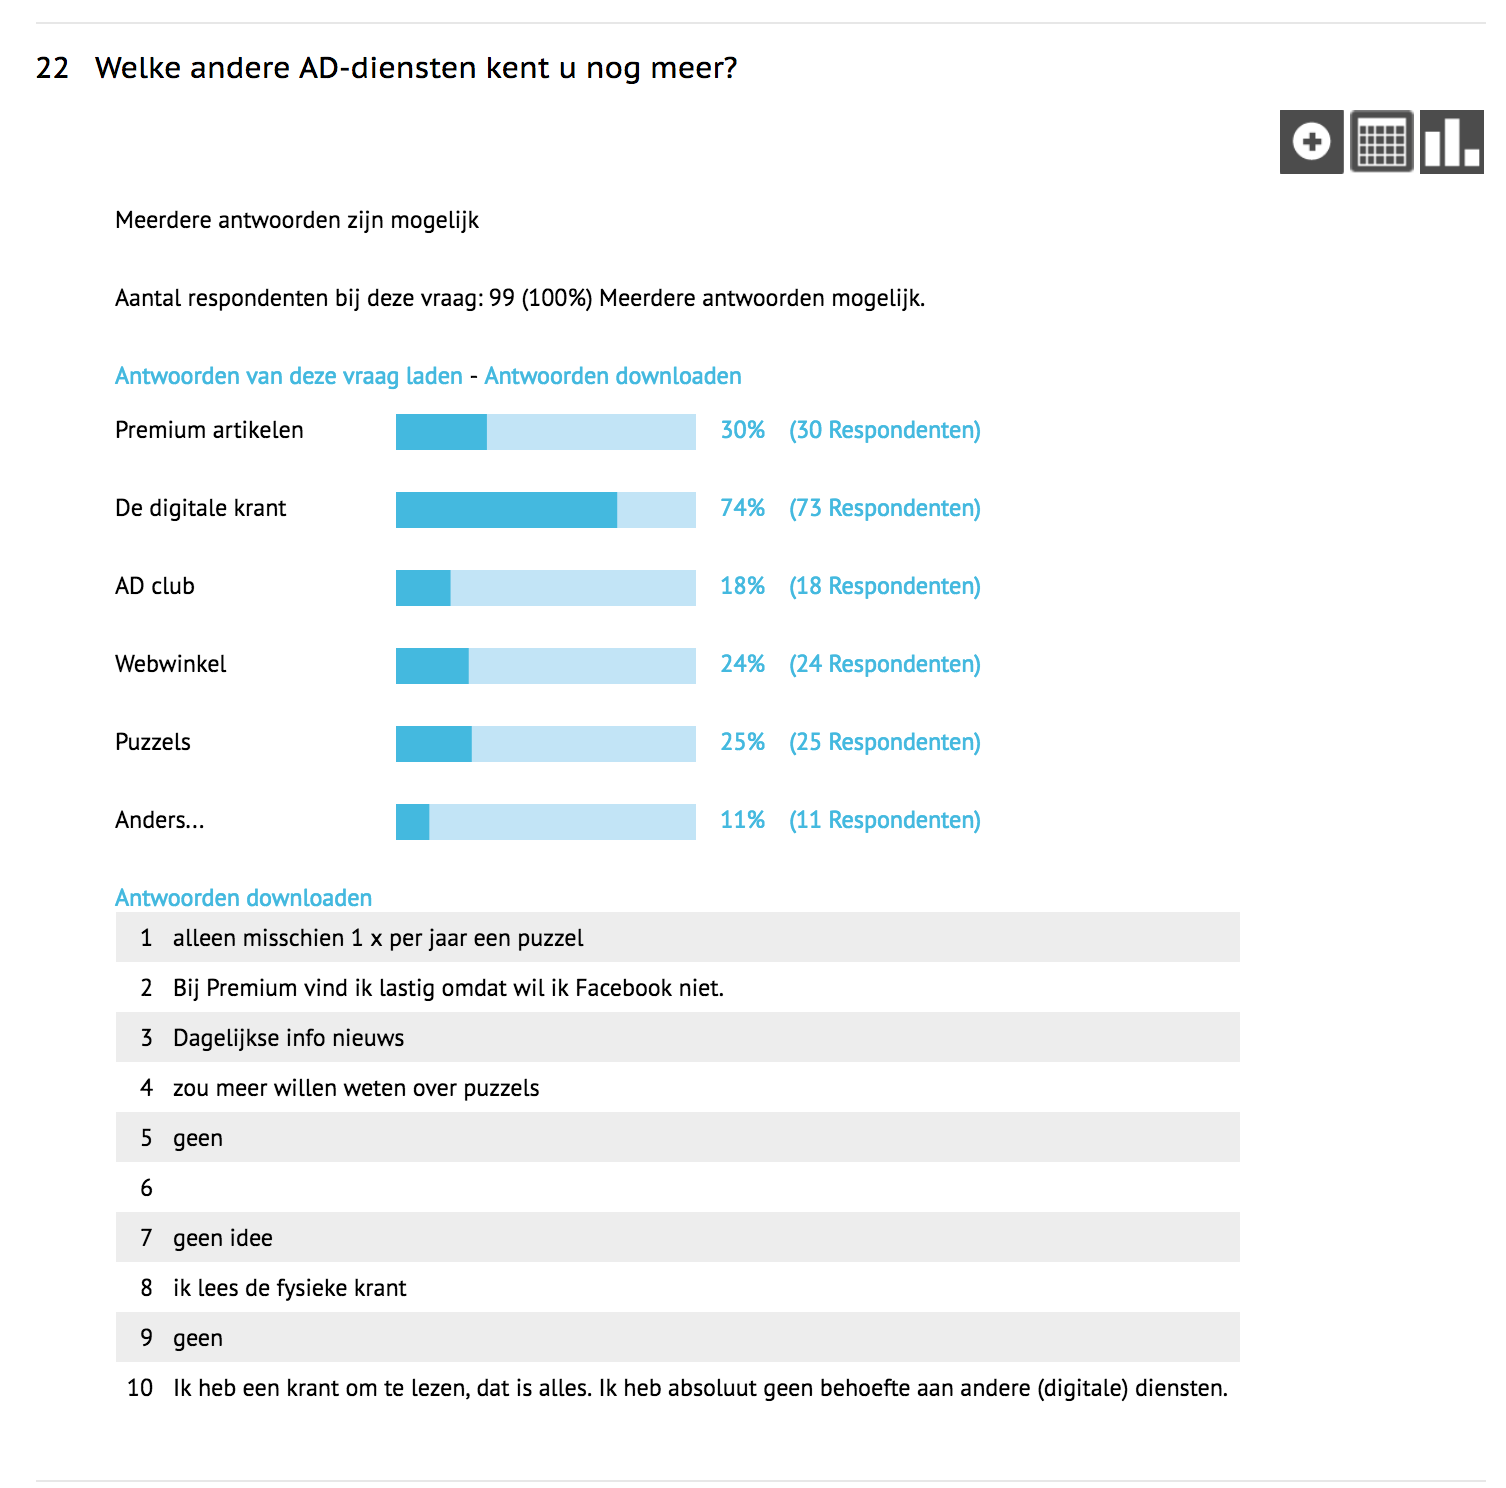 22 Welke andere AD-diensten kent u nog meer?
Meerdere antwoorden zijn mogelijk
Aantal respondenten bij deze vraag: 99 (100%) Meerdere antwoorden mogelijk.
Antwoorden van deze vraag laden - Antwoorden downloaden
Premium artikelen 30% (30 Respondenten)
De digitale krant 74% (73 Respondenten)
AD club 18% (18 Respondenten)
Webwinkel 24% (24 Respondenten)
Puzzels 25% (25 Respondenten)
Anders... 11% (11 Respondenten)
Antwoorden downloaden
1 alleen misschien 1 x per jaar een puzzel
2 Bij Premium vind ik lastig omdat wil ik Facebook niet.
3 Dagelijkse info nieuws
4 zou meer willen weten over puzzels
5 geen
6
7 geen idee
8 ik lees de fysieke krant
9 geen
10 Ik heb een krant om te lezen, dat is alles. Ik heb absoluut geen behoefte aan andere (digitale) diensten.